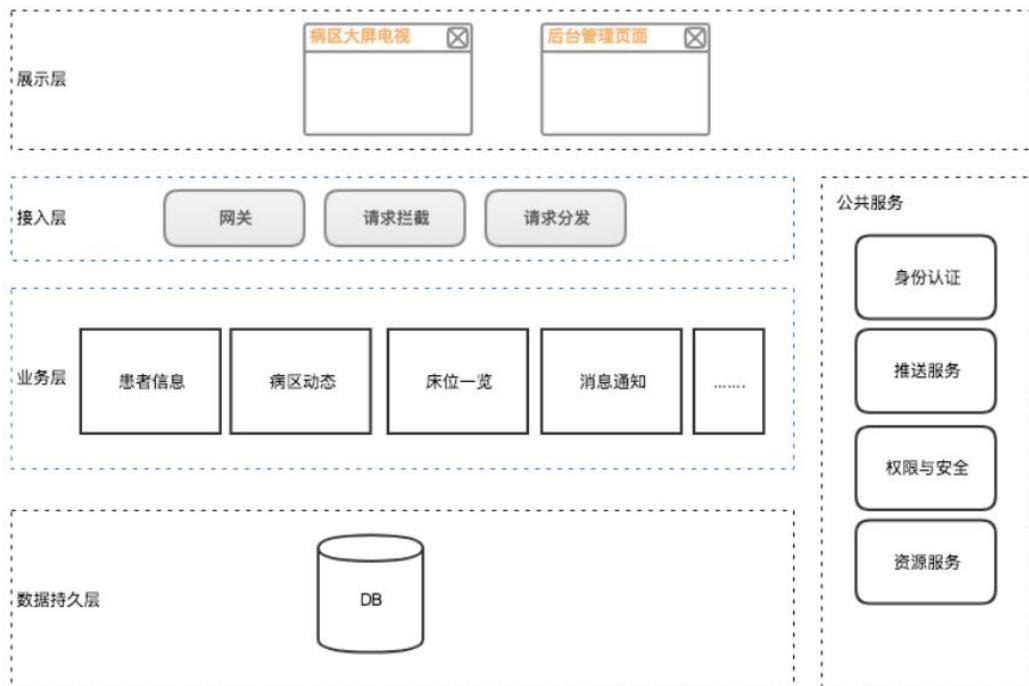 病区大屏电视
后台管理页面
展示层
接入层
网关
请求拦截
请求分发
公共服务
身份认证
推送服务
权限与安全
资源服务
业务层
患者信息
病区动态
床位一览
消息通知
.......
数据持久层
DB